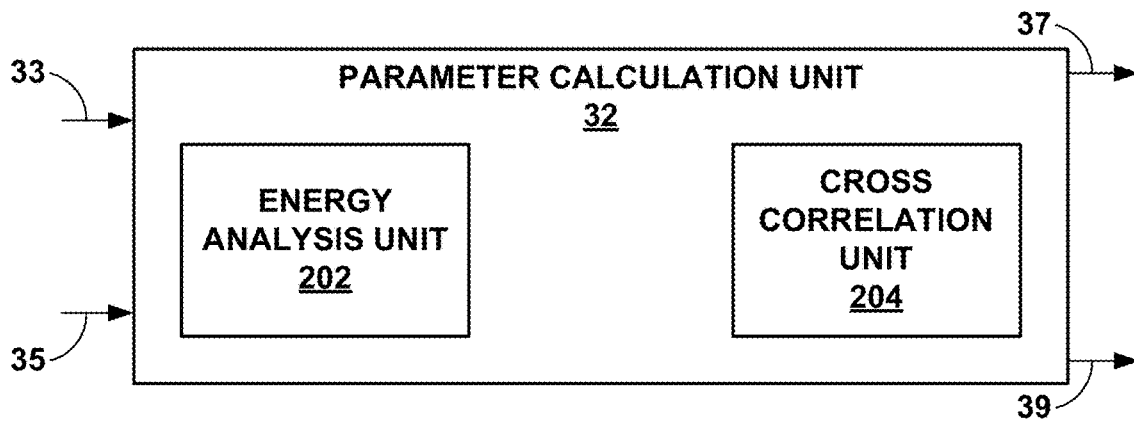 37
33
PARAMETER CALCULATION UNIT
32
ENERGY
ANALYSIS UNIT
202
CROSS
CORRELATION
UNIT
204
35
39